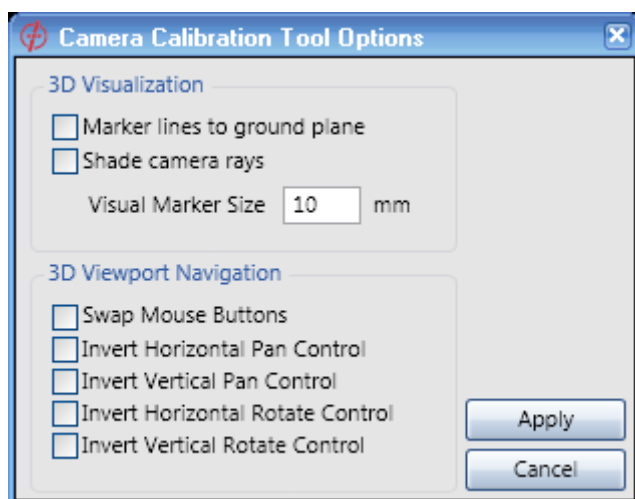 Camera Calibration Tool Options
3D Visualization
Marker lines to ground plane
Shade camera rays
Visual Marker Size 10 mm
3D Viewport Navigation
Swap Mouse Buttons
Invert Horizontal Pan Control
Invert Vertical Pan Control
Invert Horizontal Rotate Control
Invert Vertical Rotate Control
Apply
Cancel